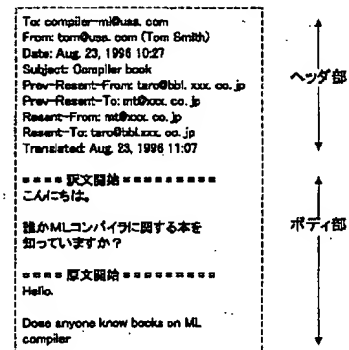 To: compiler-ml@usa. com
From: tom@usa. com (Tom Smith)
Date: Aug. 23, 1996 10:27
Subject: Compiler book
Prev-Resent-From: taro@bbl. xxx. co. jp
Prev-Resent-To: mt@xxx. co. jp
Resent-From: mt@xxx. co. jp
Resent-To: taro@bbl.xxx. co. jp
Translated: Aug. 23, 1996 11:07
ヘッダ部
==== 訳文開始 =========
こんにちは。
誰かMLコンパイラに関する本を
知っていますか？
ボディ部
==== 原文開始 =========
Hello.
Does anyone know books on ML
compiler